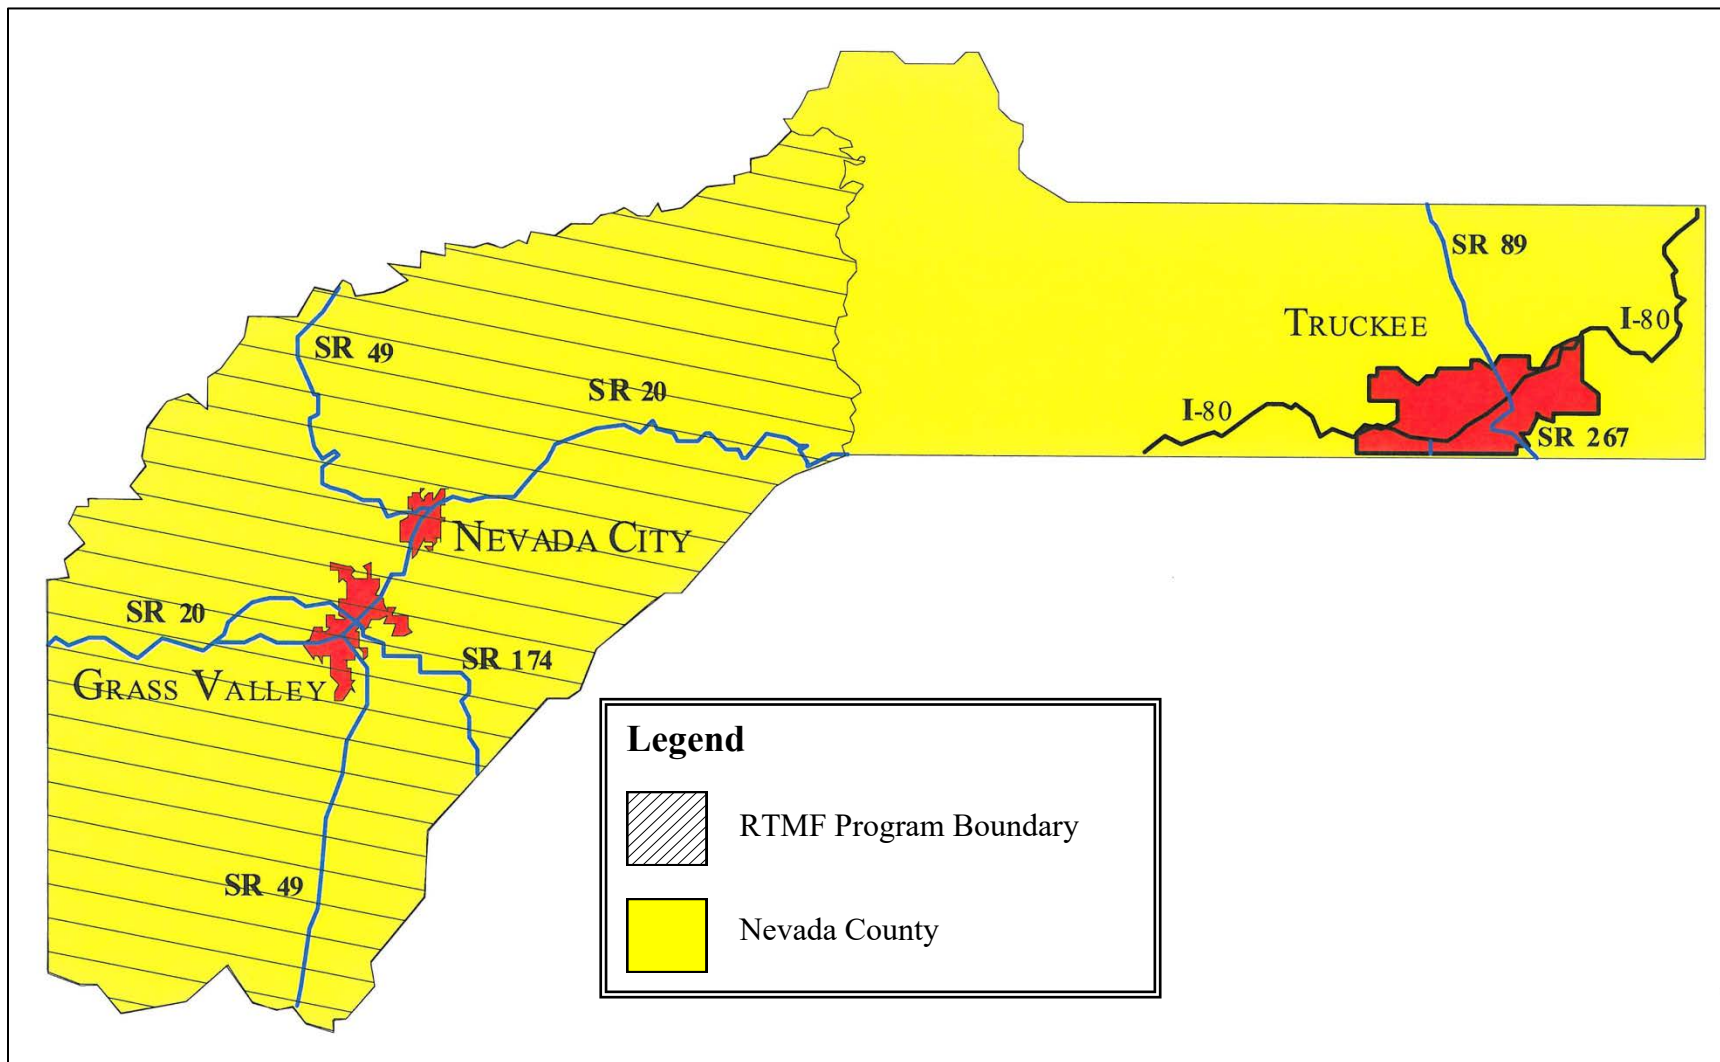 SR 89
TRUCKEE
I-80
SR 49
SR 20
I-80
SR 267
NEVADA CITY
SR 20
SR 174
GRASS VALLEY
SR 49
Legend
RTMF Program Boundary
Nevada County